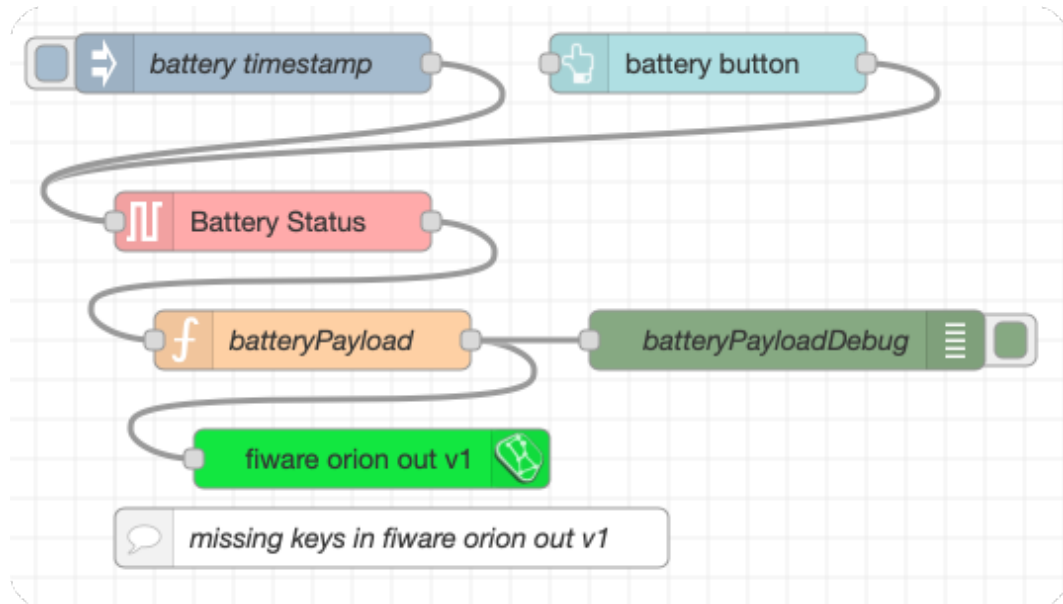 battery timestamp
battery button
Battery Status
batteryPayload
batteryPayloadDebug
fiware orion out v1
missing keys in fiware orion out v1